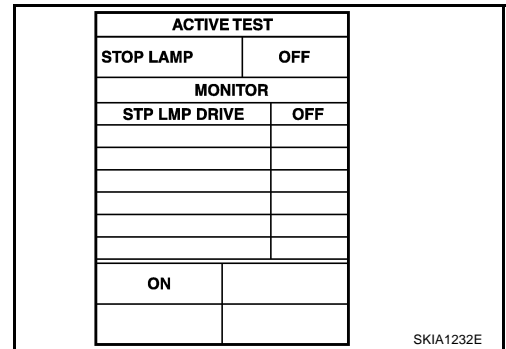 ACTIVE TEST
STOP LAMP OFF
MONITOR
STP LMP DRIVE OFF
ON
SKIA1232E